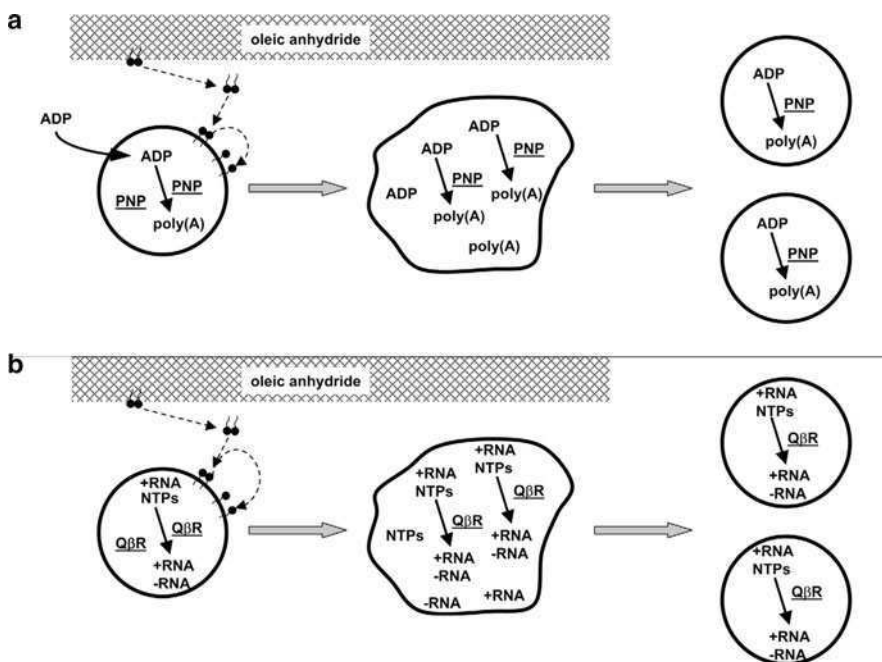 a
oleic anhydride
ADP
ADP
PNP
PNP
poly(A)
ADP
ADP
PNP
ADP
PNP
poly(A)
poly(A)
poly(A)
ADP
PNP
poly(A)
ADP
PNP
poly(A)
b
oleic anhydride
+RNA
NTPs
QβR
QβR
+RNA
-RNA
+RNA
NTPs
+RNA
NTPs
QβR
NTPs
QβR
+RNA
-RNA
+RNA
-RNA
-RNA
+RNA
+RNA
NTPs
QβR
+RNA
-RNA
+RNA
NTPs
QβR
+RNA
-RNA